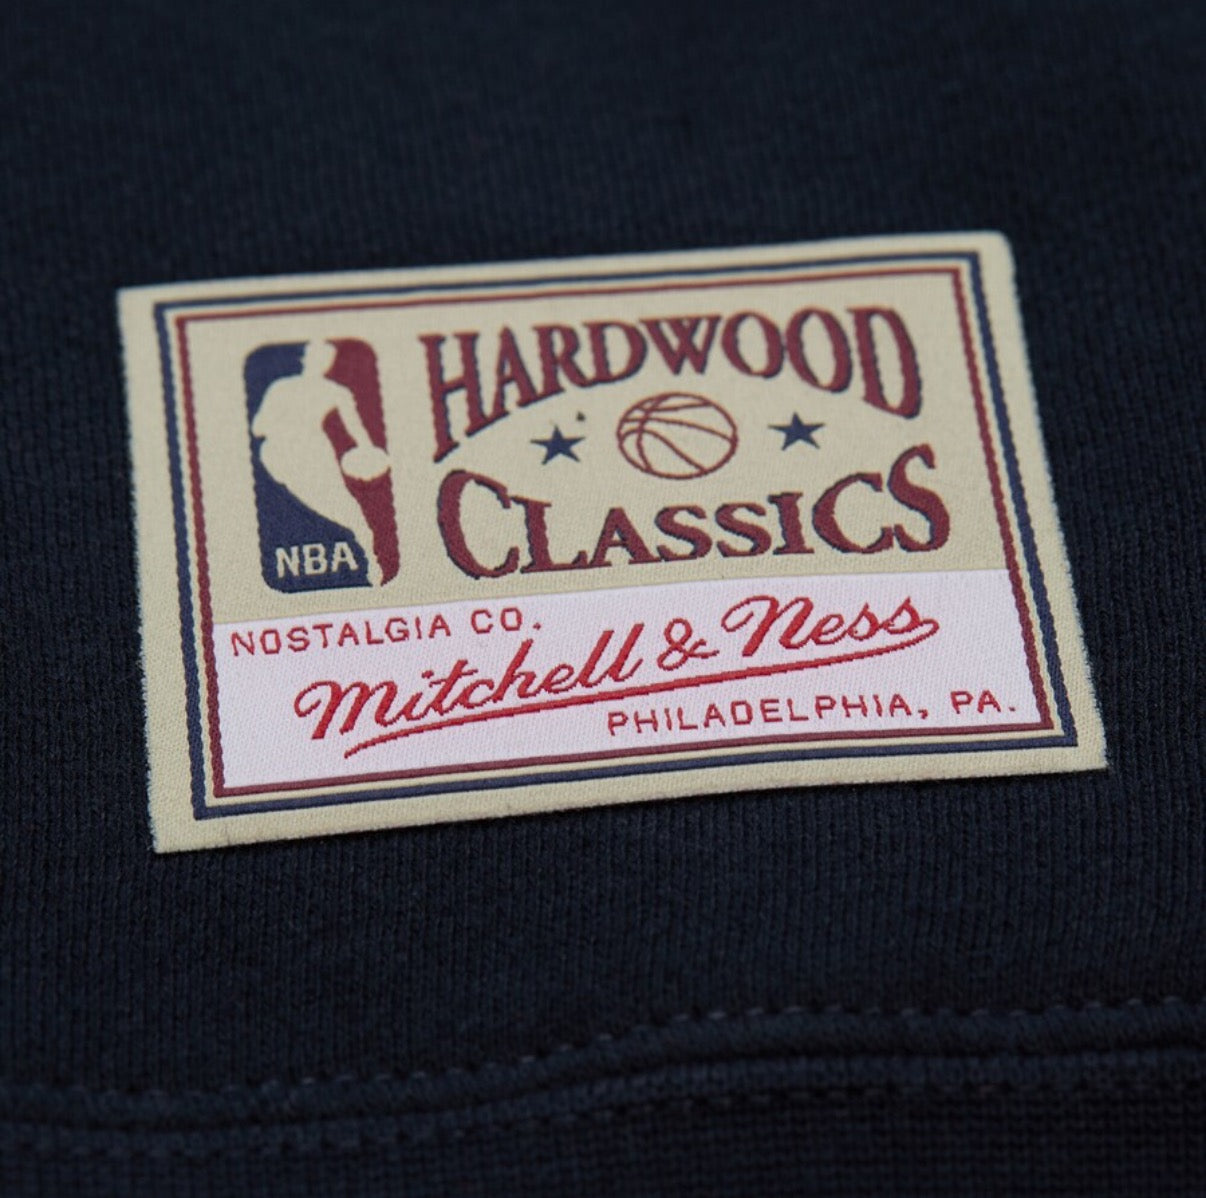 HARDWOOD
CLASSICS
NBA
NOSTALGIA CO.
Mitchell & Ness
PHILADELPHIA, PA.